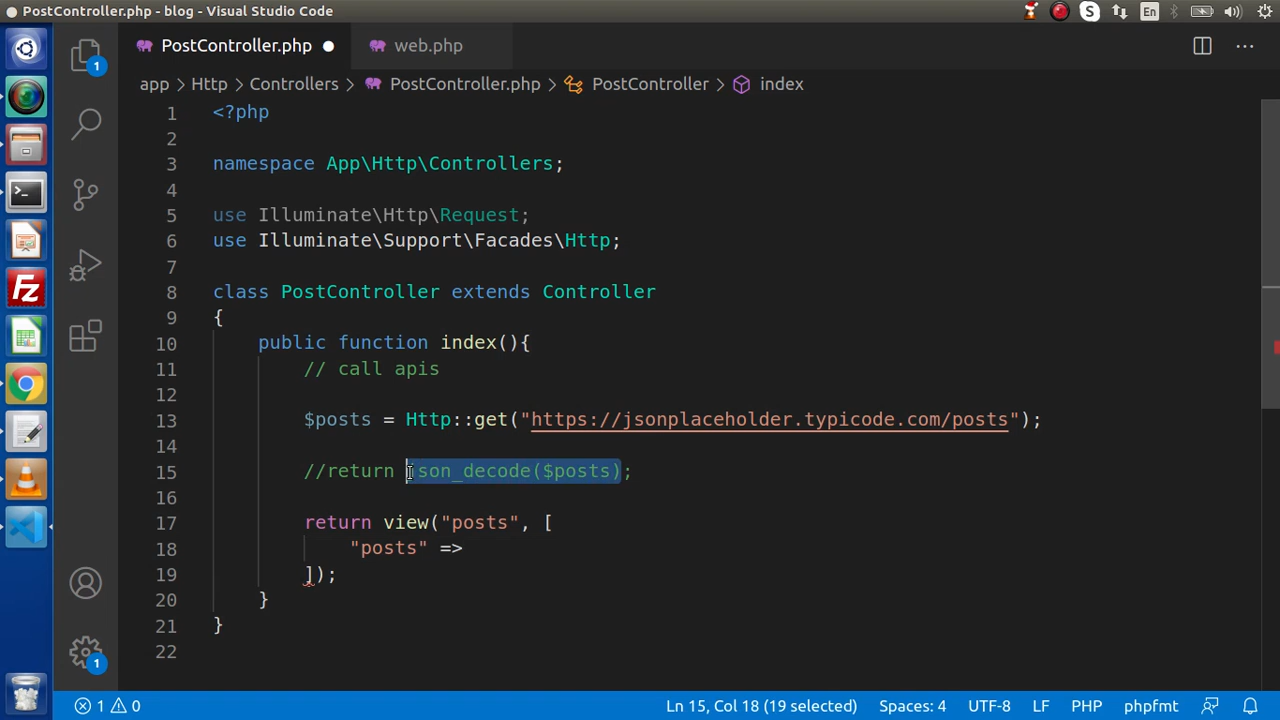 PostController.php - blog - Visual Studio Code
En
PostController.php
web.php
app > Http > Controllers > PostController.php > PostController > index
1 <?php
2
3 namespace App\Http\Controllers;
4
5 use Illuminate\Http\Request;
6 use Illuminate\Support\Facades\Http;
7
8 class PostController extends Controller
9 {
10 public function index(){
11 // call apis
12
13 $posts = Http::get("https://jsonplaceholder.typicode.com/posts");
14
15 //return json_decode($posts);
16
17 return view("posts", [
18 "posts" =>
19 ]);
20 }
21 }
22
1
1
1 0
Ln 15, Col 18 (19 selected) Spaces: 4 UTF-8 LF PHP phpfmt